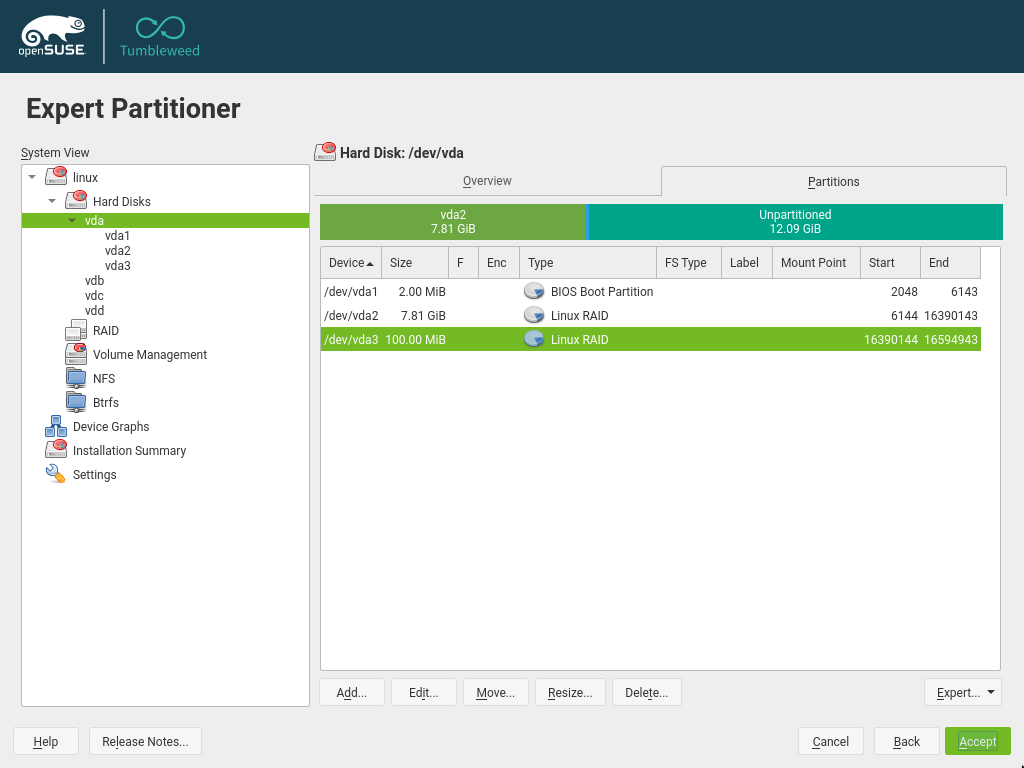 openSUSE
Tumbleweed
Expert Partitioner
System View
linux
Hard Disks
vda
vda1
vda2
vda3
vdb
vdc
vdd
RAID
Volume Management
NFS
Btrfs
Device Graphs
Installation Summary
Settings
Hard Disk: /dev/vda
Overview Partitions
vda2 Unpartitioned
7.81 GiB 12.09 GiB
Device Size F Enc Type FS Type Label Mount Point Start End
/dev/vda1 2.00 MiB BIOS Boot Partition 2048 6143
/dev/vda2 7.81 GiB Linux RAID 6144 16390143
/dev/vda3 100.00 MiB Linux RAID 16390144 16594943
Add... Edit... Move... Resize... Delete... Expert...
Help Release Notes... Cancel Back Accept